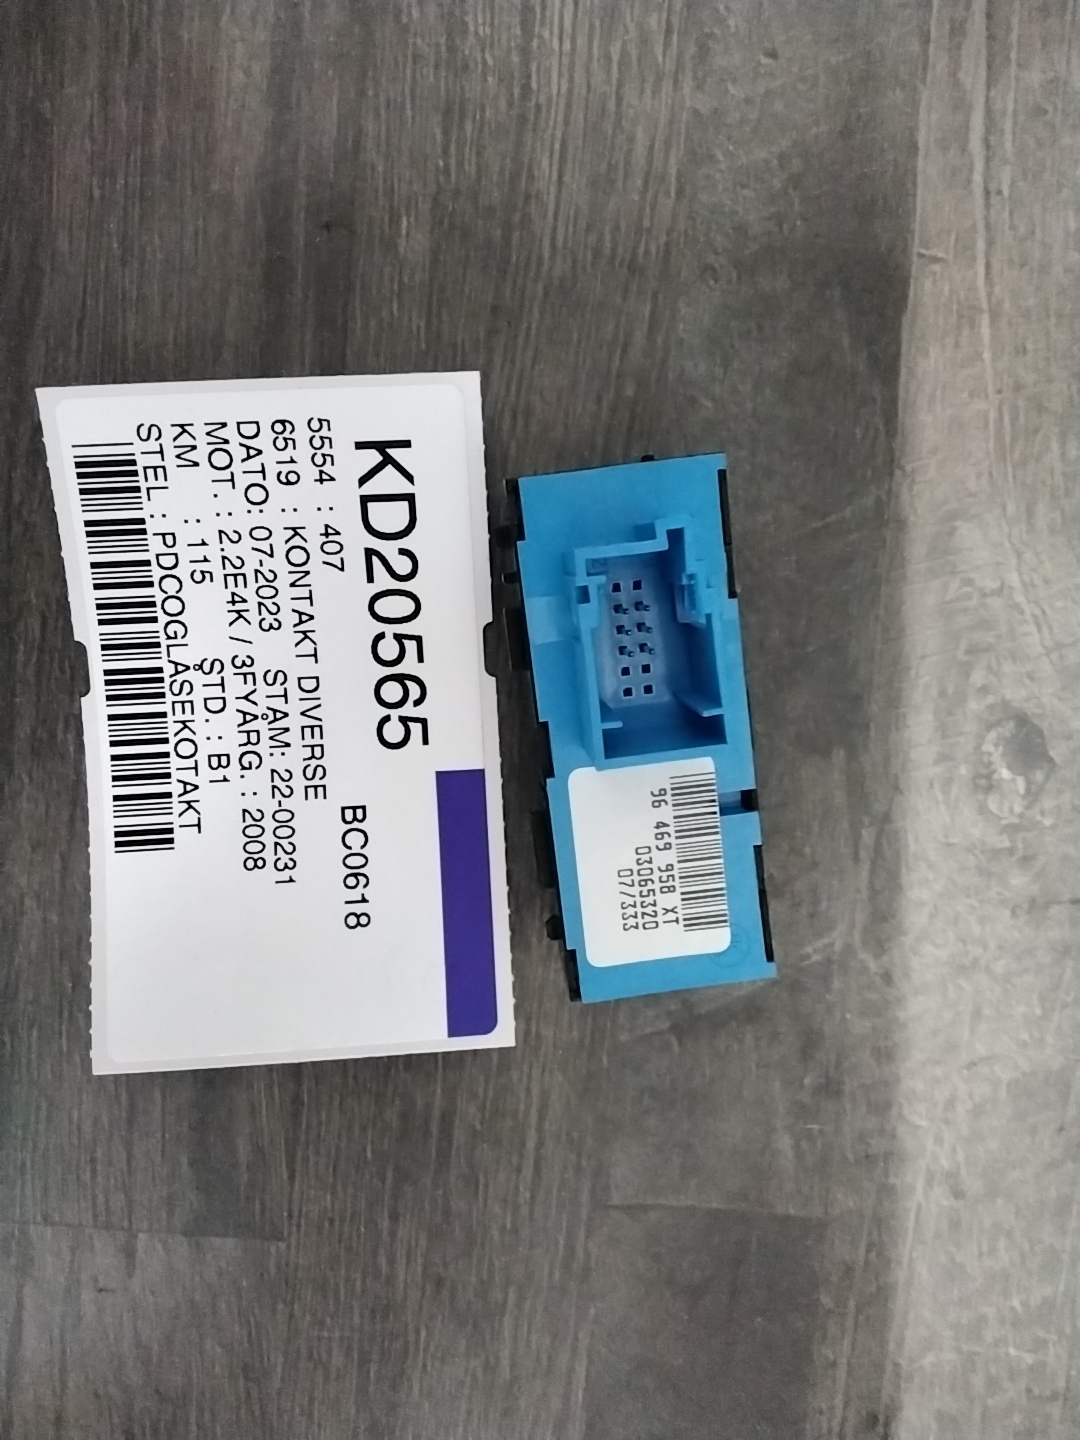 KD20565
BC0618
5554 : 407
6519 : KONTAKT DIVERSE
DATO: 07-2023 STAM: 22-00231
MOT. : 2.2E4K / 3FYÅRG. : 2008
KM : 115 STD. : B1
STEL : PDCOGLÅSEKOTAKT
96 469 958 XT
03065320
07/333